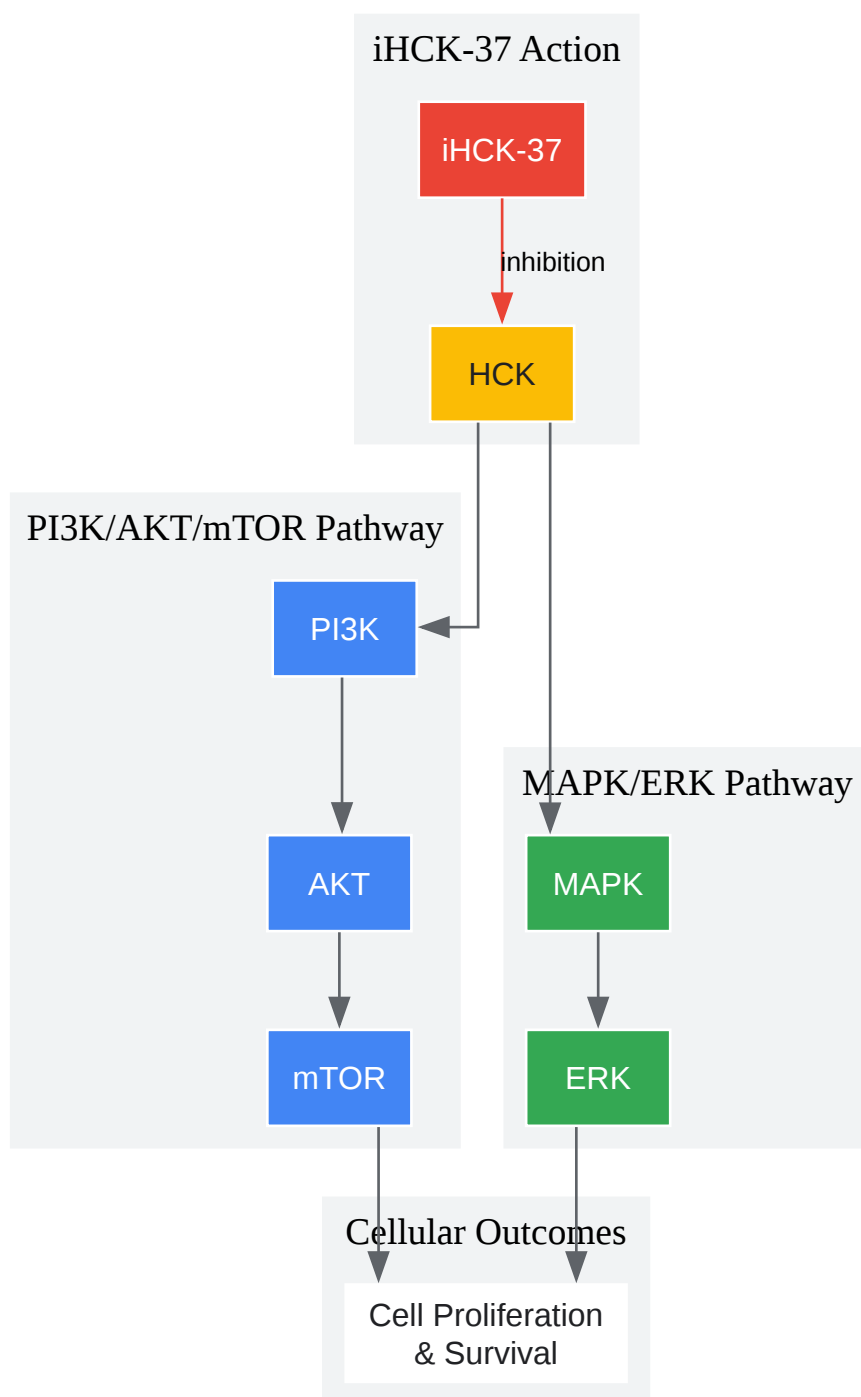 iHCK-37 Action
iHCK-37
inhibition
HCK
PI3K/AKT/mTOR Pathway
PI3K
MAPK/ERK Pathway
AKT
MAPK
mTOR
ERK
Cellular Outcomes
Cell Proliferation
& Survival